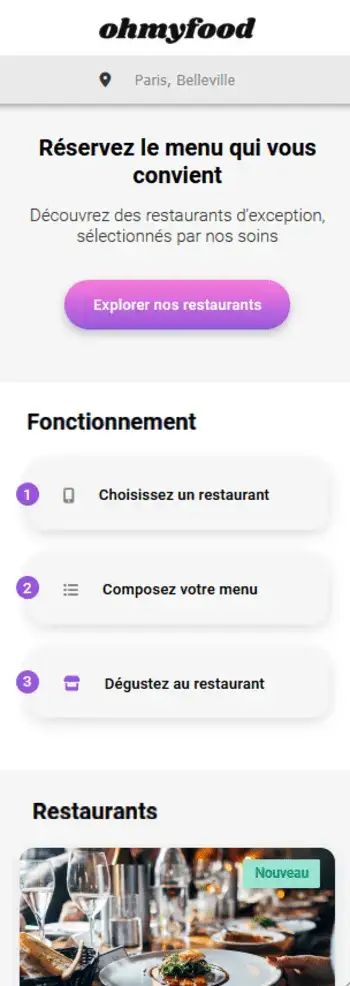 ohmyfood
Paris, Belleville
Réservez le menu qui vous
convient
Découvrez des restaurants d'exception,
sélectionnés par nos soins
Explorer nos restaurants
Fonctionnement
1 Choisissez un restaurant
2 Composez votre menu
3 Dégustez au restaurant
Restaurants
Nouveau